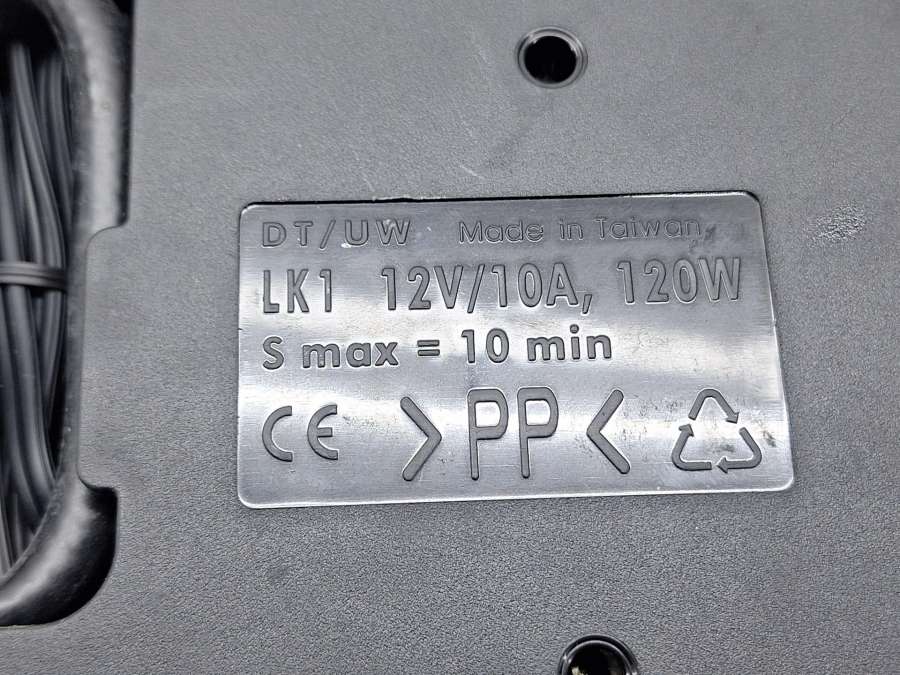 DT/UW Made in Taiwan
LK1 12V/10A, 120W
S max = 10 min
CE >PP<